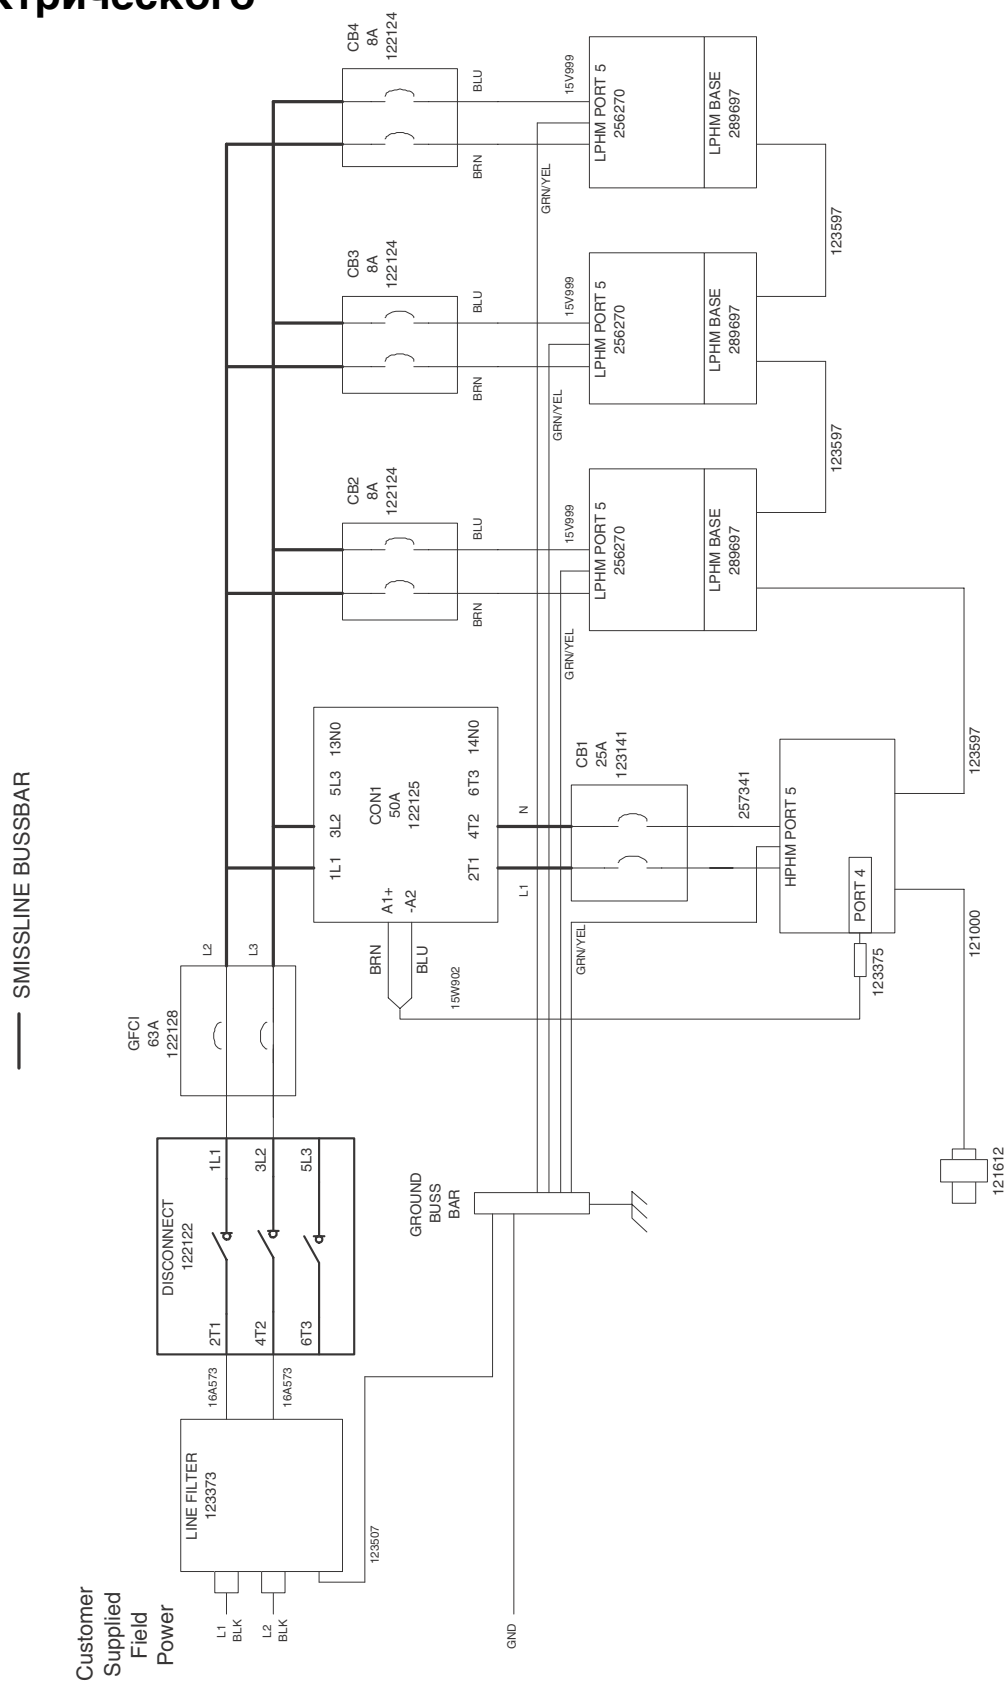 ктрического
SMISSLINE BUSSBAR
Customer
Supplied
Field
Power
L1
BLK
L2
BLK
GND
LINE FILTER
123373
123507
16A573
16A573
DISCONNECT
122122
2T1
4T2
6T3
1L1
3L2
5L3
GROUND
BUSS
BAR
GFCI
63A
122128
L2
L3
CON1
50A
122125
1L1
3L2
5L3
13N0
2T1
4T2
6T3
14N0
A1+
-A2
BRN
BLU
15W902
L1
N
CB1
25A
123141
GRN/YEL
257341
HPHM PORT 5
PORT 4
123375
121000
121612
123597
CB2
8A
122124
BRN
BLU
15V999
GRN/YEL
LPHM PORT 5
256270
LPHM BASE
289697
123597
CB3
8A
122124
BRN
BLU
15V999
GRN/YEL
LPHM PORT 5
256270
LPHM BASE
289697
123597
CB4
8A
122124
BRN
BLU
15V999
GRN/YEL
LPHM PORT 5
256270
LPHM BASE
289697